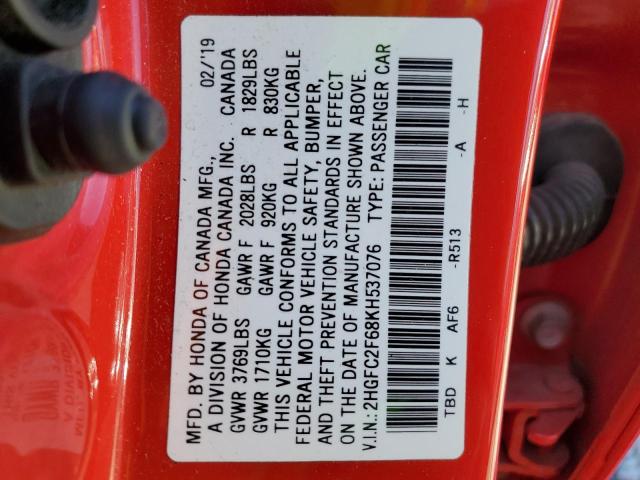 MFD. BY HONDA OF CANADA MFG., 02/'19
A DIVISION OF HONDA CANADA INC. CANADA
GVWR 3769LBS GAWR F 2028LBS R 1829LBS
GVWR 1710KG GAWR F 920KG R 830KG
THIS VEHICLE CONFORMS TO ALL APPLICABLE
FEDERAL MOTOR VEHICLE SAFETY, BUMPER,
AND THEFT PREVENTION STANDARDS IN EFFECT
ON THE DATE OF MANUFACTURE SHOWN ABOVE.
V.I.N.: 2HGFC2F68KH537076 TYPE: PASSENGER CAR
TBD K AF6 -R513 -A -H